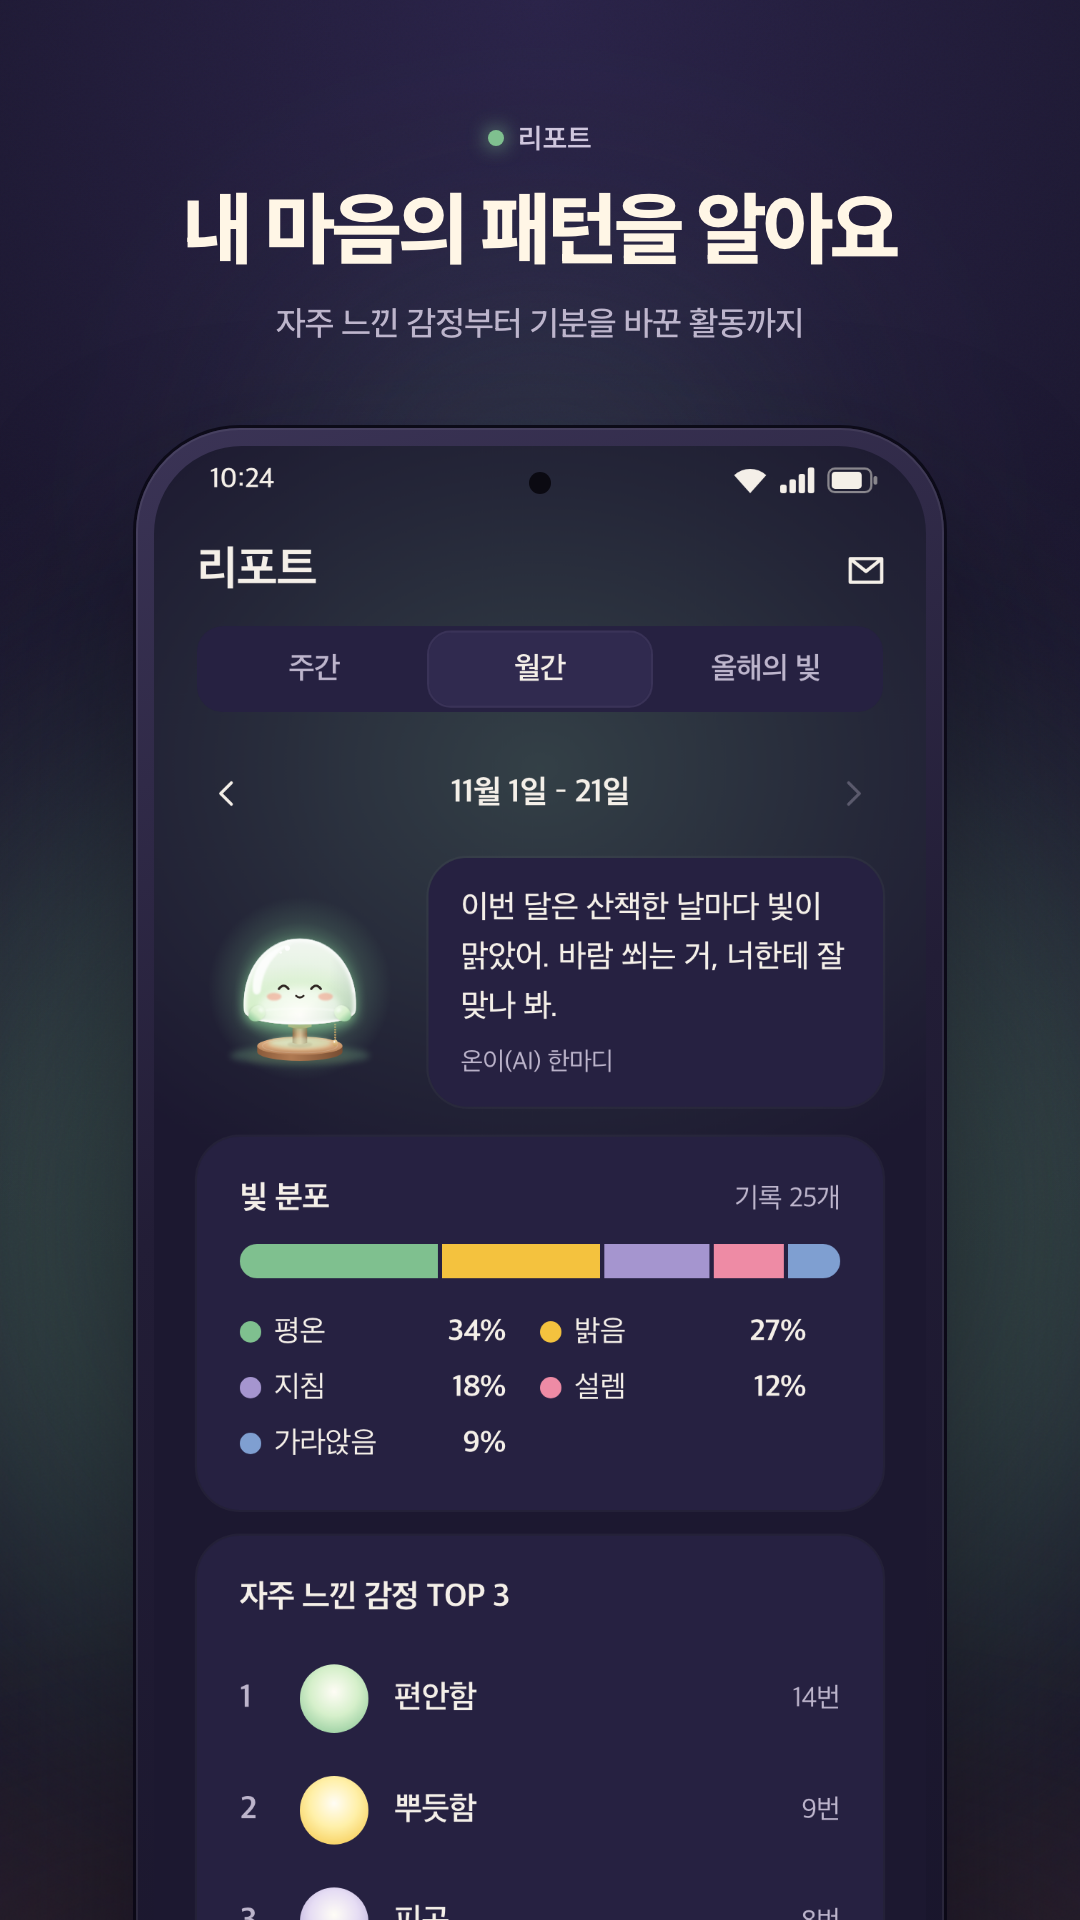 리포트
내 마음의 패턴을 알아요
자주 느낀 감정부터 기분을 바꾼 활동까지
10:24
리포트
주간 월간 올해의 빛
11월 1일 - 21일
이번 달은 산책한 날마다 빛이
맑았어. 바람 쐬는 거, 너한테 잘
맞나 봐.
온이(AI) 한마디
빛 분포 기록 25개
평온 34% 밝음 27%
지침 18% 설렘 12%
가라앉음 9%
자주 느낀 감정 TOP 3
1 편안함 14번
2 뿌듯함 9번